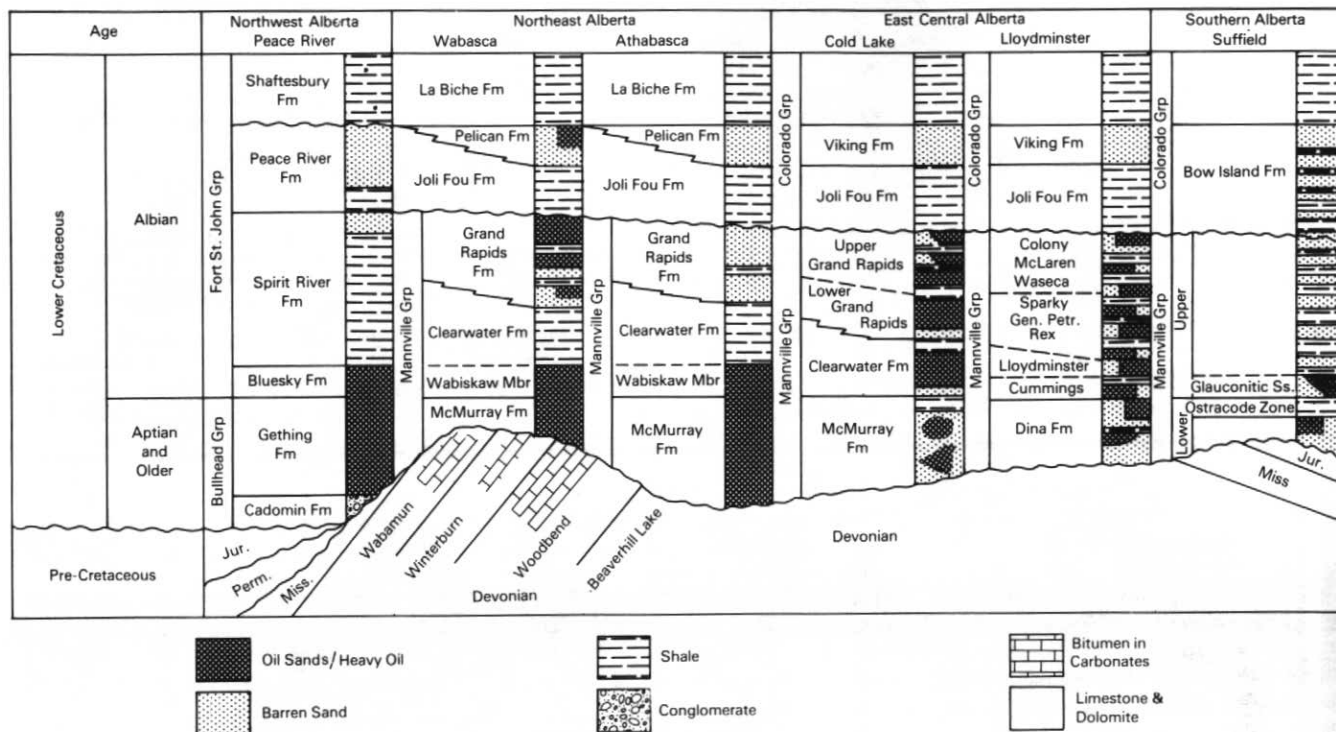 Age
Northwest Alberta
Peace River
Northeast Alberta
Wabasca
Athabasca
East Central Alberta
Cold Lake
Lloydminster
Southern Alberta
Suffield
Lower Cretaceous
Albian
Aptian
and
Older
Pre-Cretaceous
Fort St. John Grp
Bullhead Grp
Shaftesbury
Fm
Peace River
Fm
Spirit River
Fm
Bluesky Fm
Gething
Fm
Cadomin Fm
Jur.
Perm.
Miss.
La Biche Fm
Pelican Fm
Joli Fou Fm
Mannville Grp
Grand
Rapids
Fm
Clearwater Fm
Wabiskaw Mbr
McMurray Fm
Wabamun
Winterburn
Woodbend
Beaverhill Lake
Devonian
La Biche Fm
Pelican Fm
Joli Fou Fm
Mannville Grp
Grand
Rapids
Fm
Clearwater Fm
Wabiskaw Mbr
McMurray
Fm
Colorado Grp
Mannville Grp
Viking Fm
Joli Fou Fm
Upper
Grand Rapids
Lower
Grand
Rapids
Clearwater Fm
McMurray
Fm
Devonian
Colorado Grp
Mannville Grp
Viking Fm
Joli Fou Fm
Colony
McLaren
Waseca
Sparky
Gen. Petr.
Rex
Lloydminster
Cummings
Dina Fm
Colorado Grp
Mannville Grp
Upper
Lower
Bow Island Fm
Glauconitic Ss.
Ostracode Zone
Jur.
Miss
Oil Sands/Heavy Oil
Barren Sand
Shale
Conglomerate
Bitumen in
Carbonates
Limestone &
Dolomite